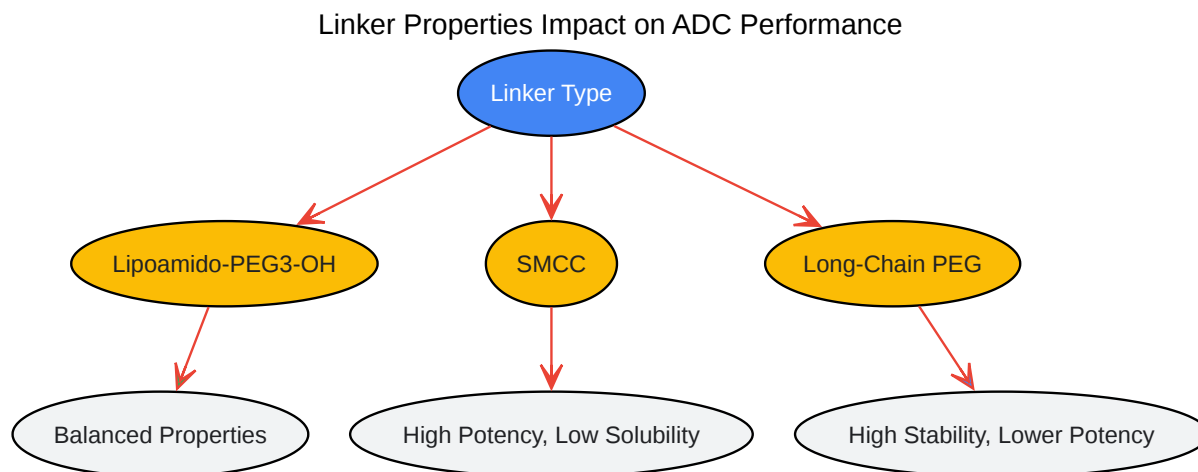 Linker Properties Impact on ADC Performance
Linker Type
Lipoamido-PEG3-OH
SMCC
Long-Chain PEG
Balanced Properties
High Potency, Low Solubility
High Stability, Lower Potency